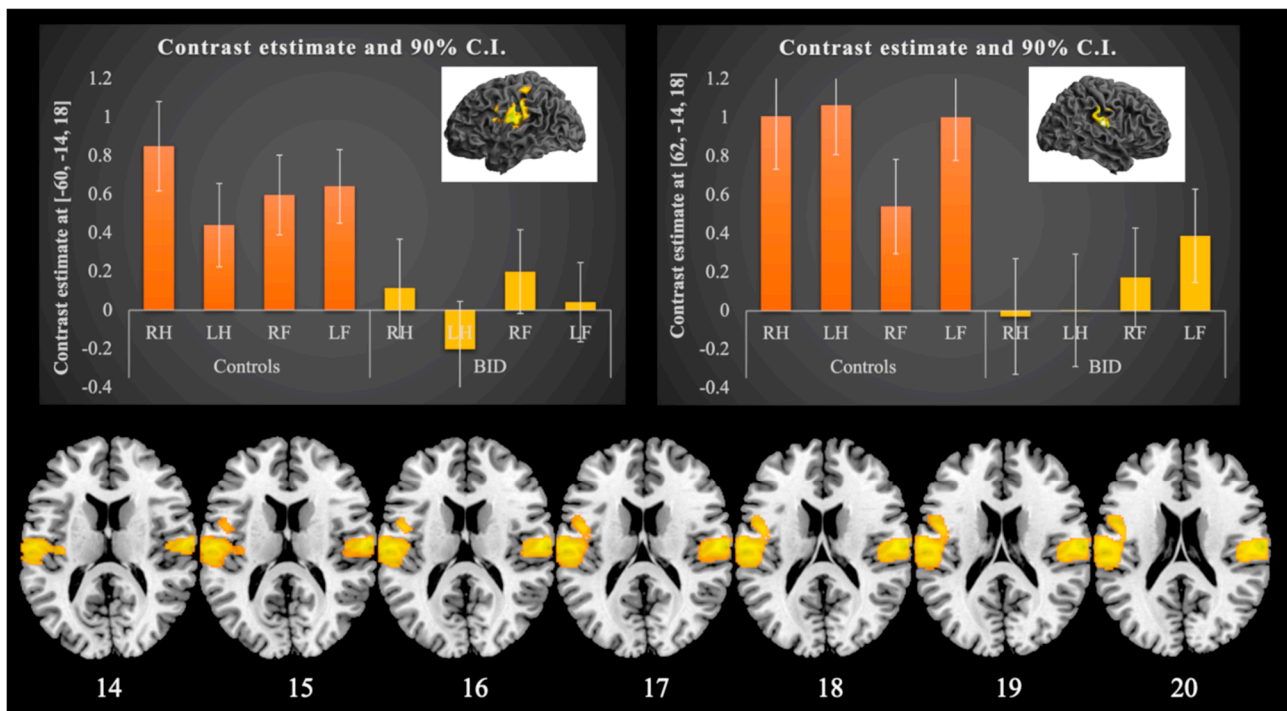 Contrast etstimate and 90% C.I.
Contrast estimate at [-60, -14, 18]
1.2
1
0.8
0.6
0.4
0.2
0
-0.2
-0.4
RH LH RF LF RH LH RF LF
Controls BID
Contrast estimate and 90% C.I.
Contrast estimate at [62, -14, 18]
1.2
1
0.8
0.6
0.4
0.2
0
-0.2
-0.4
RH LH RF LF RH LH RF LF
Controls BID
14 15 16 17 18 19 20